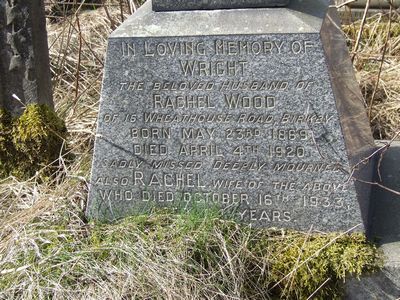 IN LOVING MEMORY OF
WRIGHT
THE BELOVED HUSBAND OF
RACHEL WOOD
OF 16 WHEATHOUSE ROAD, BIRKBY
BORN MAY 23RD 1869
DIED APRIL 4TH 1920
SADLY MISSED DEEPLY MOURNED
ALSO RACHEL WIFE OF THE ABOVE
WHO DIED OCTOBER 16TH 1933
YEARS